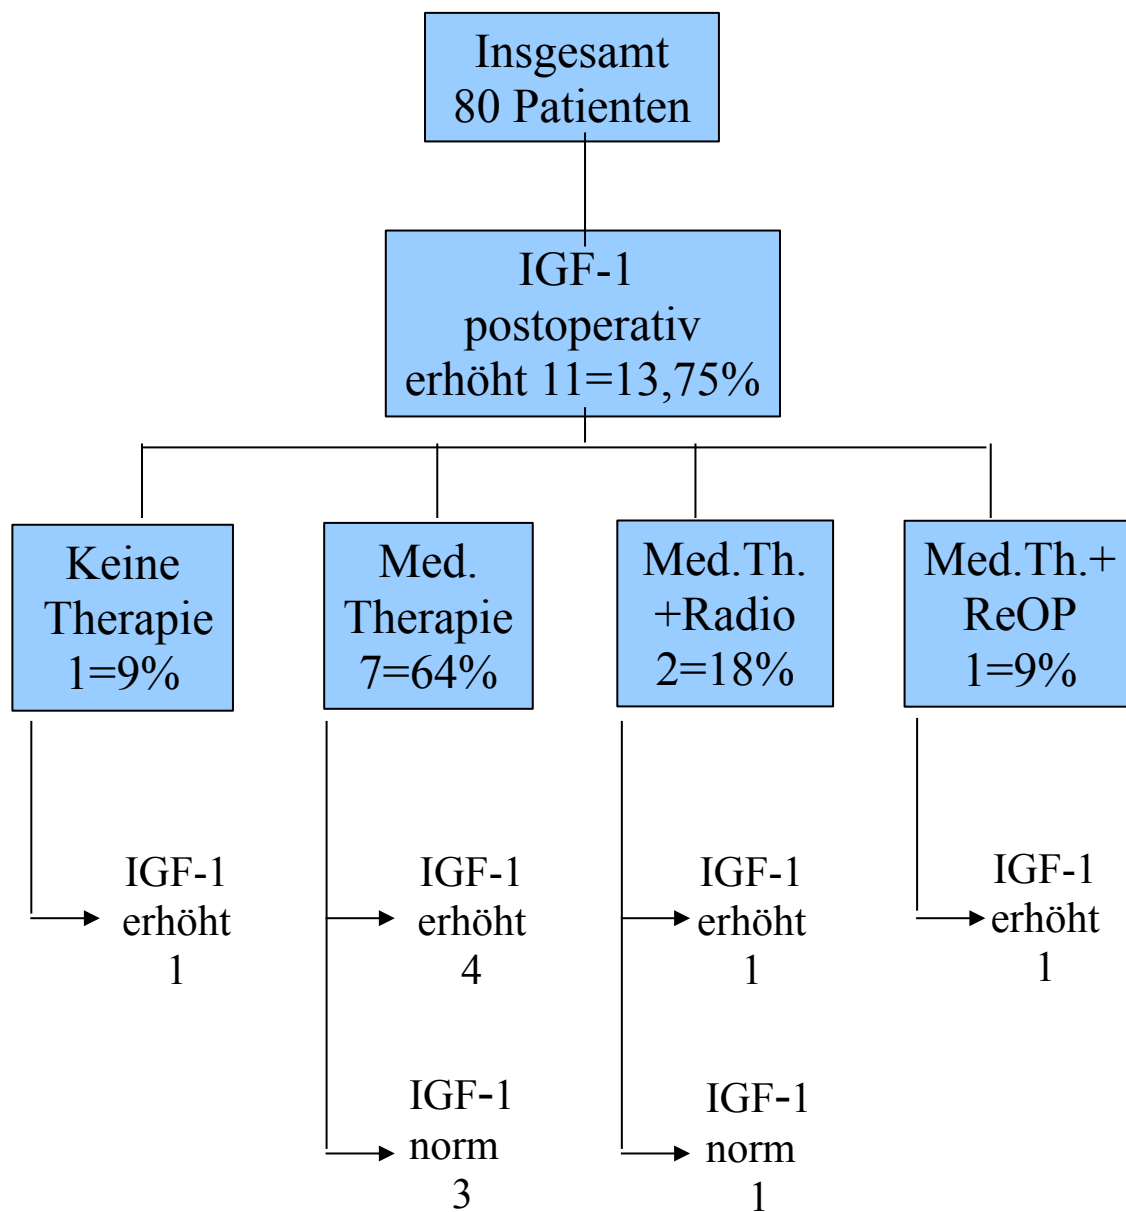 Insgesamt
80 Patienten
IGF-1
postoperativ
erhöht 11=13,75%
Keine
Therapie
1=9%
Med.
Therapie
7=64%
Med.Th.
+Radio
2=18%
Med.Th.+
ReOP
1=9%
IGF-1
erhöht
1
IGF-1
erhöht
4
IGF-1
erhöht
1
IGF-1
erhöht
1
IGF-1
norm
3
IGF-1
norm
1